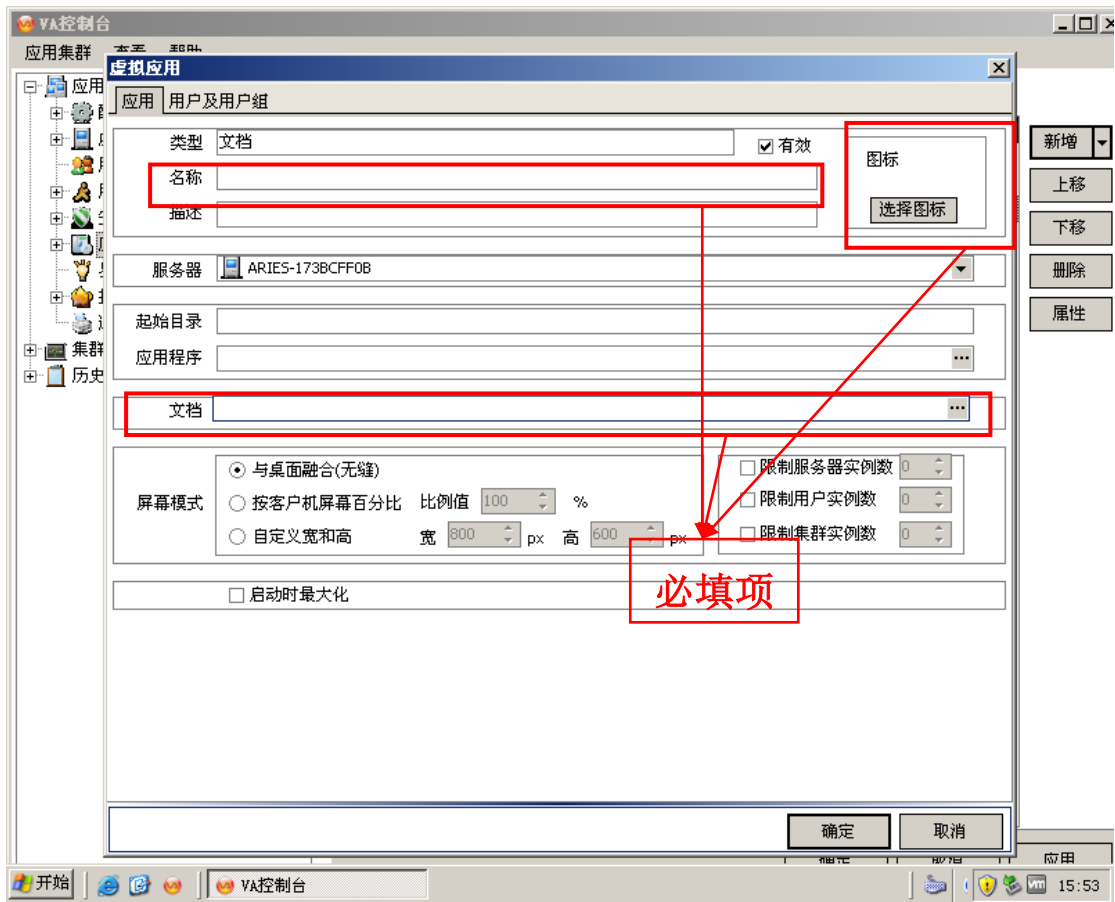 VA控制台
应用集群 查看 帮助
虚拟应用
应用 用户及用户组
应用
类型 文档 有效
图标
名称
选择图标
描述
服务器 ARIES-173BCFF0B
起始目录
应用程序
文档
集群
历史
屏幕模式
与桌面融合(无缝)
按客户机屏幕百分比 比例值 100 %
自定义宽和高 宽 800 px 高 600 px
限制服务器实例数 0
限制用户实例数 0
限制集群实例数 0
必填项
启动时最大化
确定 取消
新增
上移
下移
删除
属性
确定 取消 应用
开始 VA控制台 15:53